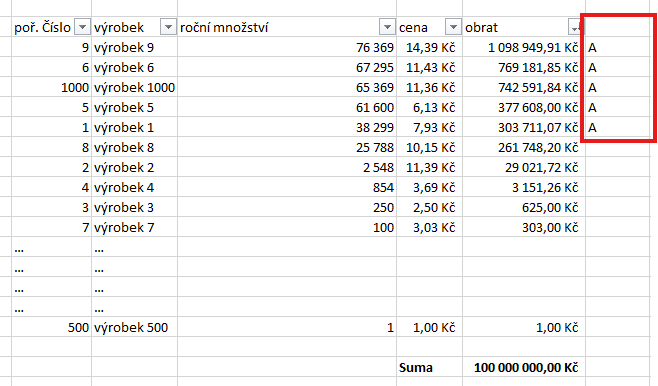 poř. Číslo výrobek roční množství cena obrat
9 výrobek 9 76 369 14,39 Kč 1 098 949,91 Kč A
6 výrobek 6 67 295 11,43 Kč 769 181,85 Kč A
1000 výrobek 1000 65 369 11,36 Kč 742 591,84 Kč A
5 výrobek 5 61 600 6,13 Kč 377 608,00 Kč A
1 výrobek 1 38 299 7,93 Kč 303 711,07 Kč A
8 výrobek 8 25 788 10,15 Kč 261 748,20 Kč
2 výrobek 2 2 548 11,39 Kč 29 021,72 Kč
4 výrobek 4 854 3,69 Kč 3 151,26 Kč
3 výrobek 3 250 2,50 Kč 625,00 Kč
7 výrobek 7 100 3,03 Kč 303,00 Kč
... ...
... ...
... ...
... ...
500 výrobek 500 1 1,00 Kč 1,00 Kč
Suma 100 000 000,00 Kč